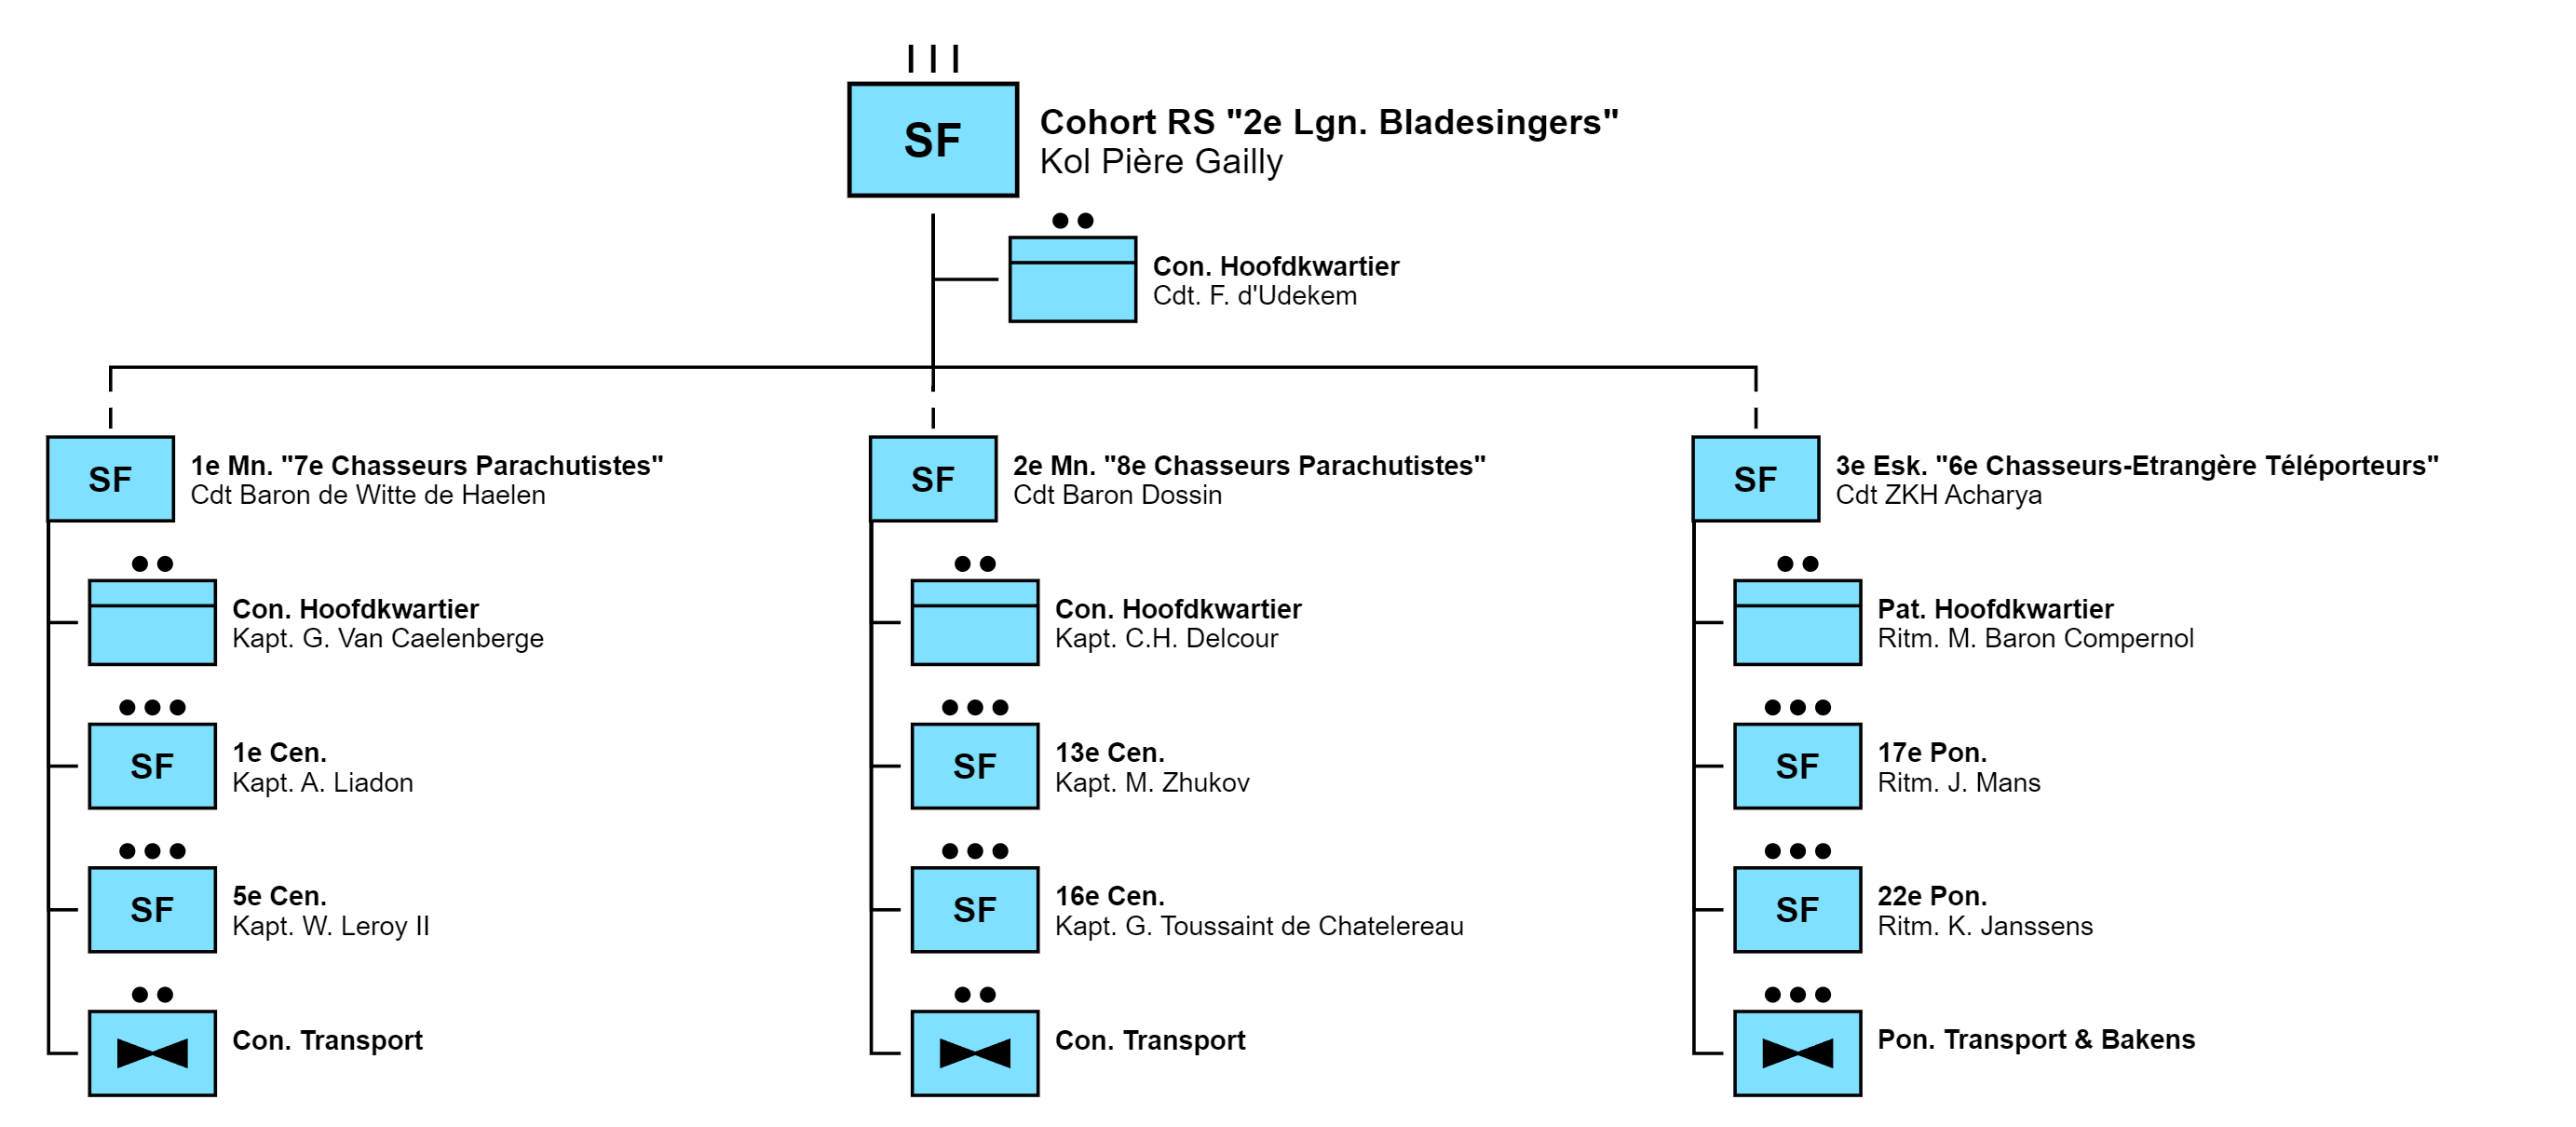 SF
Cohort RS "2e Lgn. Bladesingers"
Kol Pière Gailly
Con. Hoofdkwartier
Cdt. F. d'Udekem
SF
1e Mn. "7e Chasseurs Parachutistes"
Cdt Baron de Witte de Haelen
Con. Hoofdkwartier
Kapt. G. Van Caelenberge
SF
1e Cen.
Kapt. A. Liadon
SF
5e Cen.
Kapt. W. Leroy II
Con. Transport
SF
2e Mn. "8e Chasseurs Parachutistes"
Cdt Baron Dossin
Con. Hoofdkwartier
Kapt. C.H. Delcour
SF
13e Cen.
Kapt. M. Zhukov
SF
16e Cen.
Kapt. G. Toussaint de Chatelereau
Con. Transport
SF
3e Esk. "6e Chasseurs-Etrangère Téléporteurs"
Cdt ZKH Acharya
Pat. Hoofdkwartier
Ritm. M. Baron Compernol
SF
17e Pon.
Ritm. J. Mans
SF
22e Pon.
Ritm. K. Janssens
Pon. Transport & Bakens